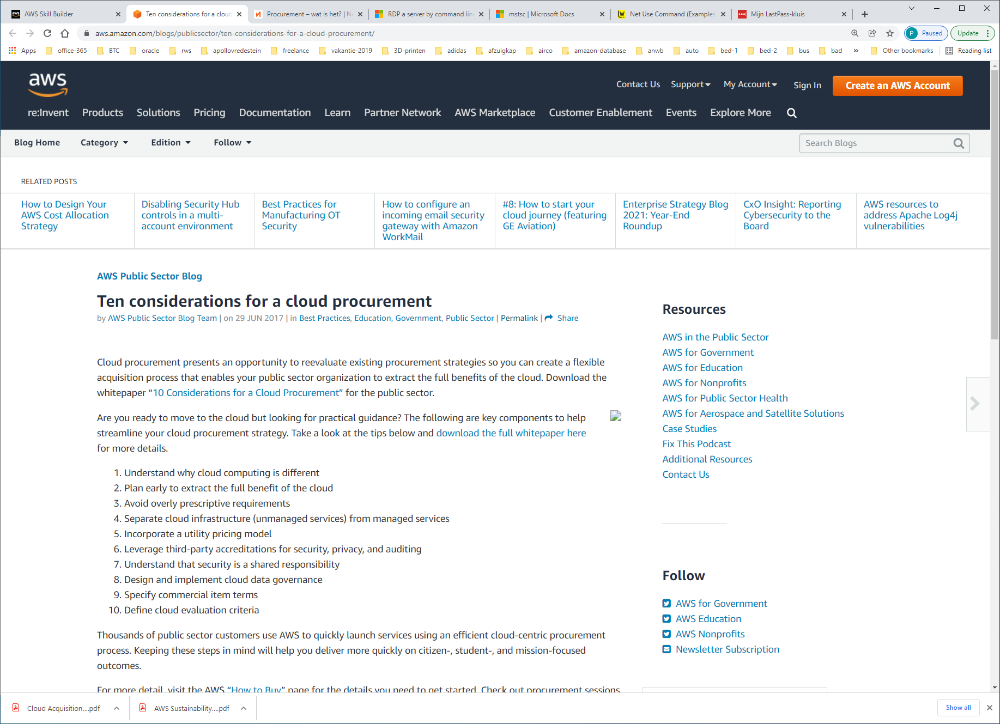 AWS Skill Builder
Ten considerations for a cloud
Procurement – wat is het? | N
RDP a server by command lin
mstsc | Microsoft Docs
Net Use Command (Examples,
Mijn LastPass-kluis
aws.amazon.com/blogs/publicsector/ten-considerations-for-a-cloud-procurement/
P Paused
Update
Apps office-365 BTC oracle rws apollovredestein freelance vakantie-2019 3D-printen adidas afzuigkap airco amazon-database anwb auto bed-1 bed-2 bus bad » Other bookmarks Reading list
aws
Contact Us Support My Account Sign In Create an AWS Account
re:Invent Products Solutions Pricing Documentation Learn Partner Network AWS Marketplace Customer Enablement Events Explore More
Blog Home Category Edition Follow Search Blogs
RELATED POSTS
How to Design Your
AWS Cost Allocation
Strategy
Disabling Security Hub
controls in a multi-
account environment
Best Practices for
Manufacturing OT
Security
How to configure an
incoming email security
gateway with Amazon
WorkMail
#8: How to start your
cloud journey (featuring
GE Aviation)
Enterprise Strategy Blog
2021: Year-End
Roundup
CxO Insight: Reporting
Cybersecurity to the
Board
AWS resources to
address Apache Log4j
vulnerabilities
AWS Public Sector Blog
Ten considerations for a cloud procurement
by AWS Public Sector Blog Team | on 29 JUN 2017 | in Best Practices, Education, Government, Public Sector | Permalink | Share
Cloud procurement presents an opportunity to reevaluate existing procurement strategies so you can create a flexible
acquisition process that enables your public sector organization to extract the full benefits of the cloud. Download the
whitepaper “10 Considerations for a Cloud Procurement” for the public sector.
Are you ready to move to the cloud but looking for practical guidance? The following are key components to help
streamline your cloud procurement strategy. Take a look at the tips below and download the full whitepaper here
for more details.
1. Understand why cloud computing is different
2. Plan early to extract the full benefit of the cloud
3. Avoid overly prescriptive requirements
4. Separate cloud infrastructure (unmanaged services) from managed services
5. Incorporate a utility pricing model
6. Leverage third-party accreditations for security, privacy, and auditing
7. Understand that security is a shared responsibility
8. Design and implement cloud data governance
9. Specify commercial item terms
10. Define cloud evaluation criteria
Thousands of public sector customers use AWS to quickly launch services using an efficient cloud-centric procurement
process. Keeping these steps in mind will help you deliver more quickly on citizen-, student-, and mission-focused
outcomes.
For more detail, visit the AWS “How to Buy” page for the details you need to get started. Check out procurement sessions
Resources
AWS in the Public Sector
AWS for Government
AWS for Education
AWS for Nonprofits
AWS for Public Sector Health
AWS for Aerospace and Satellite Solutions
Case Studies
Fix This Podcast
Additional Resources
Contact Us
Follow
AWS for Government
AWS Education
AWS Nonprofits
Newsletter Subscription
Cloud Acquisition....pdf
AWS Sustainability....pdf
Show all